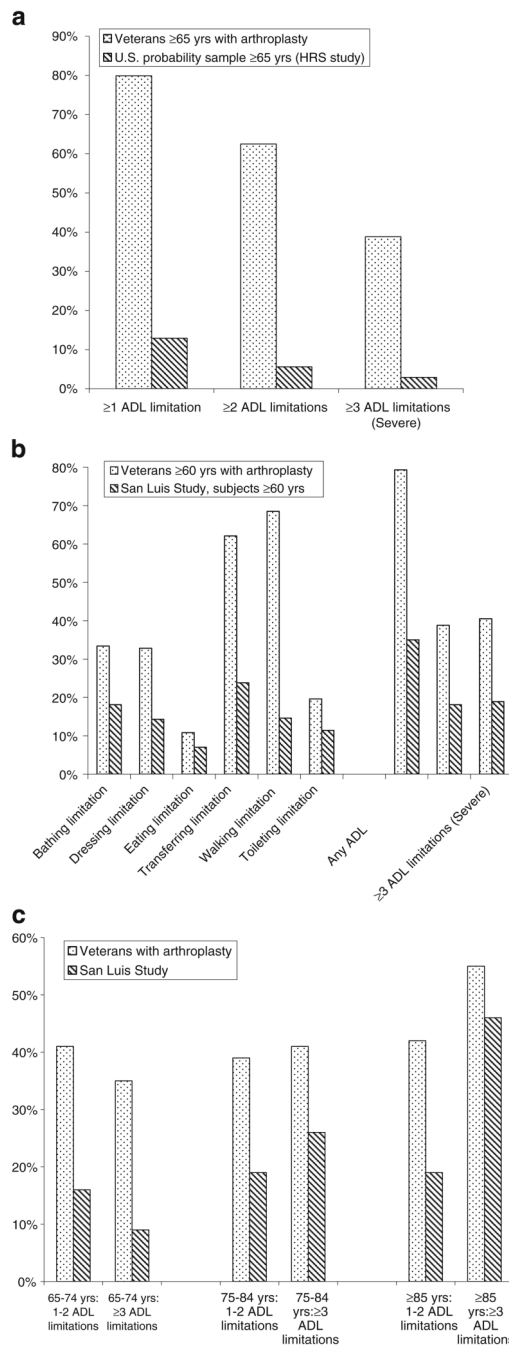 a
90%
80%
70%
60%
50%
40%
30%
20%
10%
0%
Veterans ≥65 yrs with arthroplasty
U.S. probability sample ≥65 yrs (HRS study)
≥1 ADL limitation
≥2 ADL limitations
≥3 ADL limitations
(Severe)
b
80%
70%
60%
50%
40%
30%
20%
10%
0%
Veterans ≥60 yrs with arthroplasty
San Luis Study, subjects ≥60 yrs
Bathing limitation
Dressing limitation
Eating limitation
Transferring limitation
Walking limitation
Toileting limitation
Any ADL
≥3 ADL limitations (Severe)
c
60%
50%
40%
30%
20%
10%
0%
Veterans with arthroplasty
San Luis Study
65-74 yrs:
1-2 ADL
limitations
65-74 yrs:
≥3 ADL
limitations
75-84 yrs:
1-2 ADL
limitations
75-84
yrs:≥3
ADL
limitations
≥85 yrs:
1-2 ADL
limitations
≥85
yrs:≥3
ADL
limitations